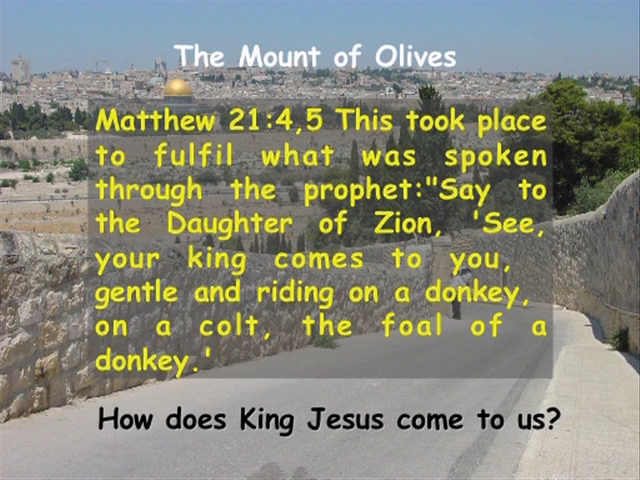 The Mount of Olives
Matthew 21:4,5 This took place
to fulfil what was spoken
through the prophet:"Say to
the Daughter of Zion, 'See,
your king comes to you,
gentle and riding on a donkey,
on a colt, the foal of a
donkey.'
How does King Jesus come to us?